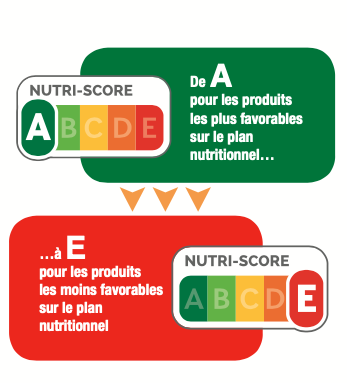 NUTRI-SCORE
A B C D E
De A
pour les produits
les plus favorables
sur le plan
nutritionnel...
...à E
pour les produits
les moins favorables
sur le plan
nutritionnel
NUTRI-SCORE
A B C D E